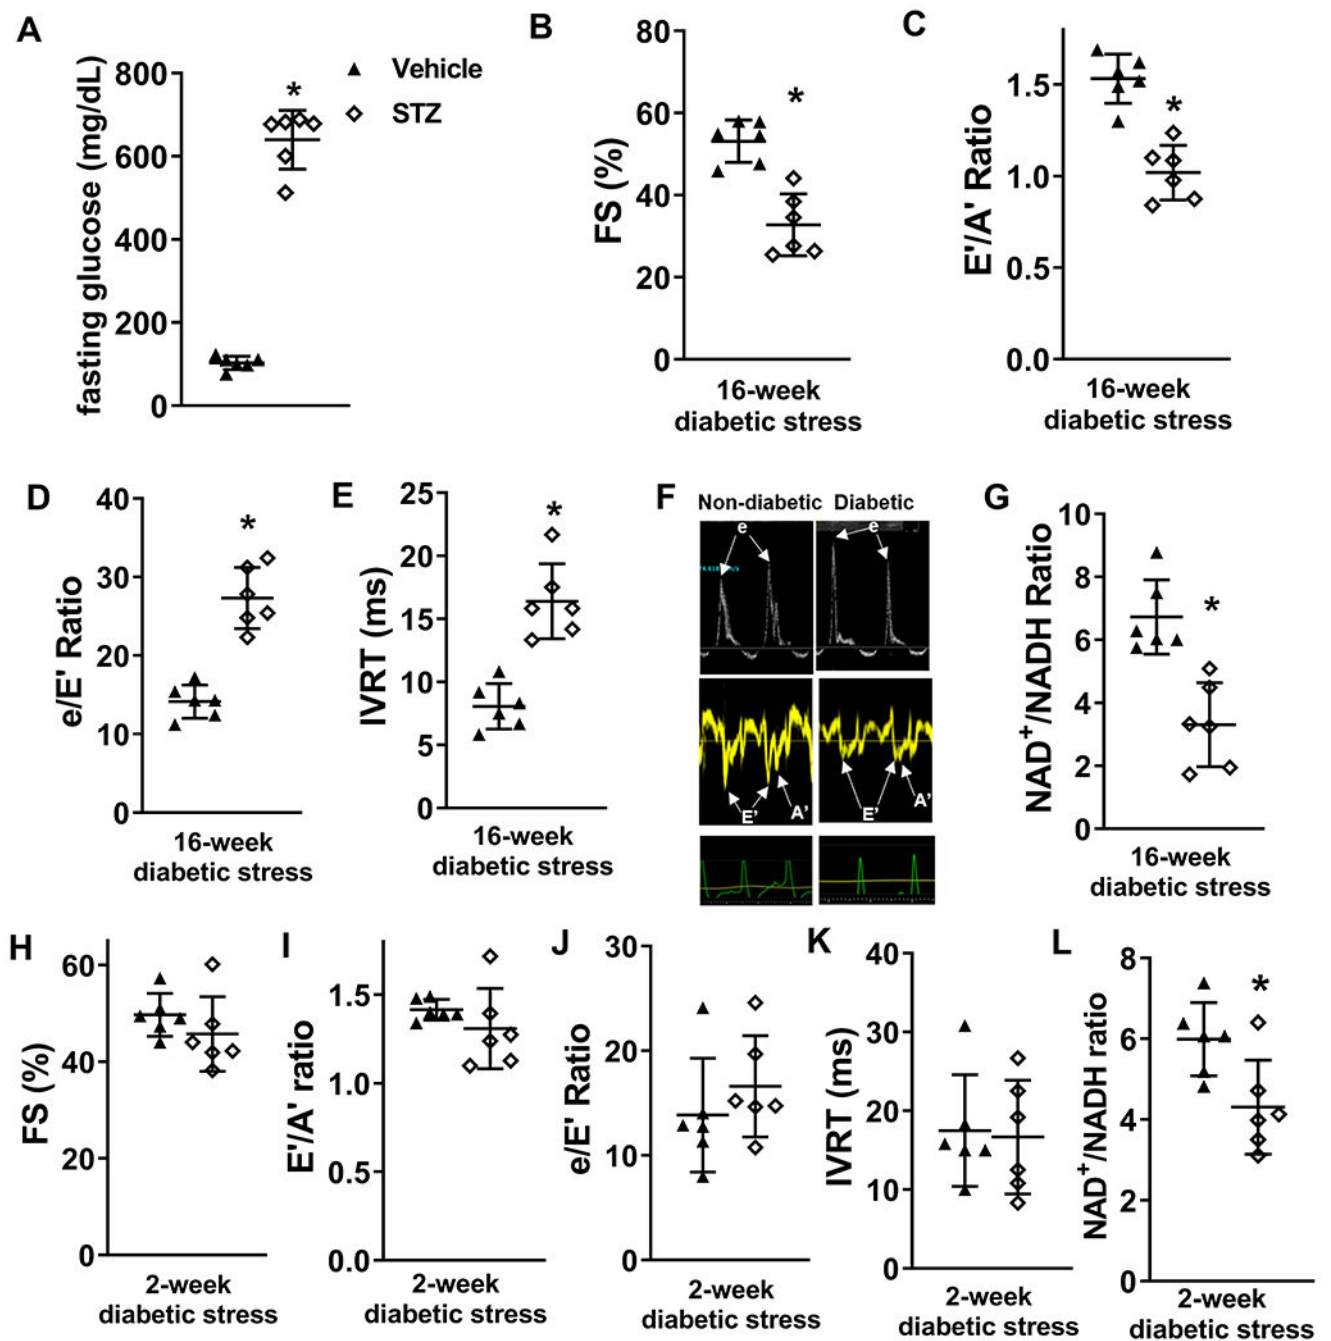 A
fasting glucose (mg/dL)
800
600
400
200
0
*
Vehicle
STZ
B
FS (%)
80
60
40
20
0
*
16-week
diabetic stress
C
E'/A' Ratio
1.5
1.0
0.5
0.0
*
16-week
diabetic stress
D
e/E' Ratio
40
30
20
10
0
*
16-week
diabetic stress
E
IVRT (ms)
25
20
15
10
5
0
*
16-week
diabetic stress
F
Non-diabetic Diabetic
e
e
E'
A'
E'
A'
G
NAD+/NADH Ratio
10
8
6
4
2
0
*
16-week
diabetic stress
H
FS (%)
60
40
20
0
2-week
diabetic stress
I
E'/A' ratio
1.5
1.0
0.5
0.0
2-week
diabetic stress
J
e/E' Ratio
30
20
10
0
2-week
diabetic stress
K
IVRT (ms)
40
30
20
10
0
2-week
diabetic stress
L
NAD+/NADH ratio
8
6
4
2
0
*
2-week
diabetic stress